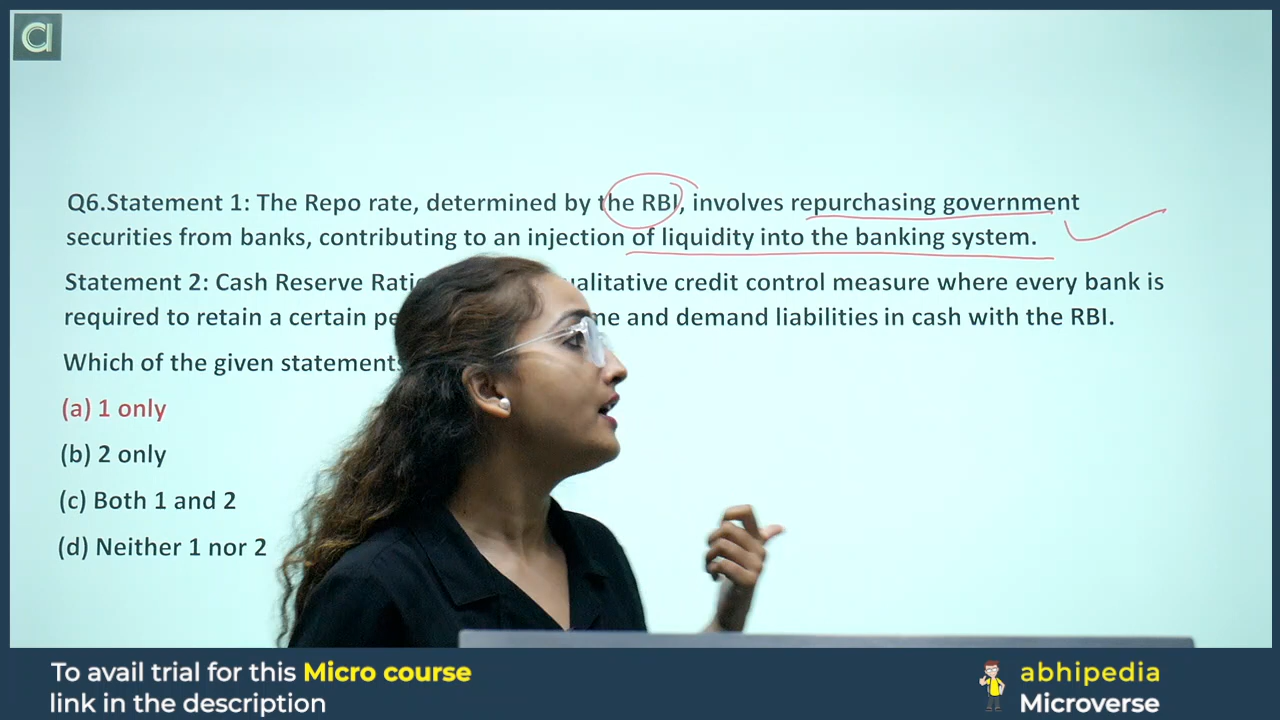 Q6.Statement 1: The Repo rate, determined by the RBI, involves repurchasing government
securities from banks, contributing to an injection of liquidity into the banking system.
Statement 2: Cash Reserve credit control measure where every bank is
required to retain a certain and demand liabilities in cash with the RBI.
Which of the given statements
(a) 1 only
(b) 2 only
(c) Both 1 and 2
(d) Neither 1 nor 2
To avail trial for this Micro course
link in the description
abhipedia
Microverse